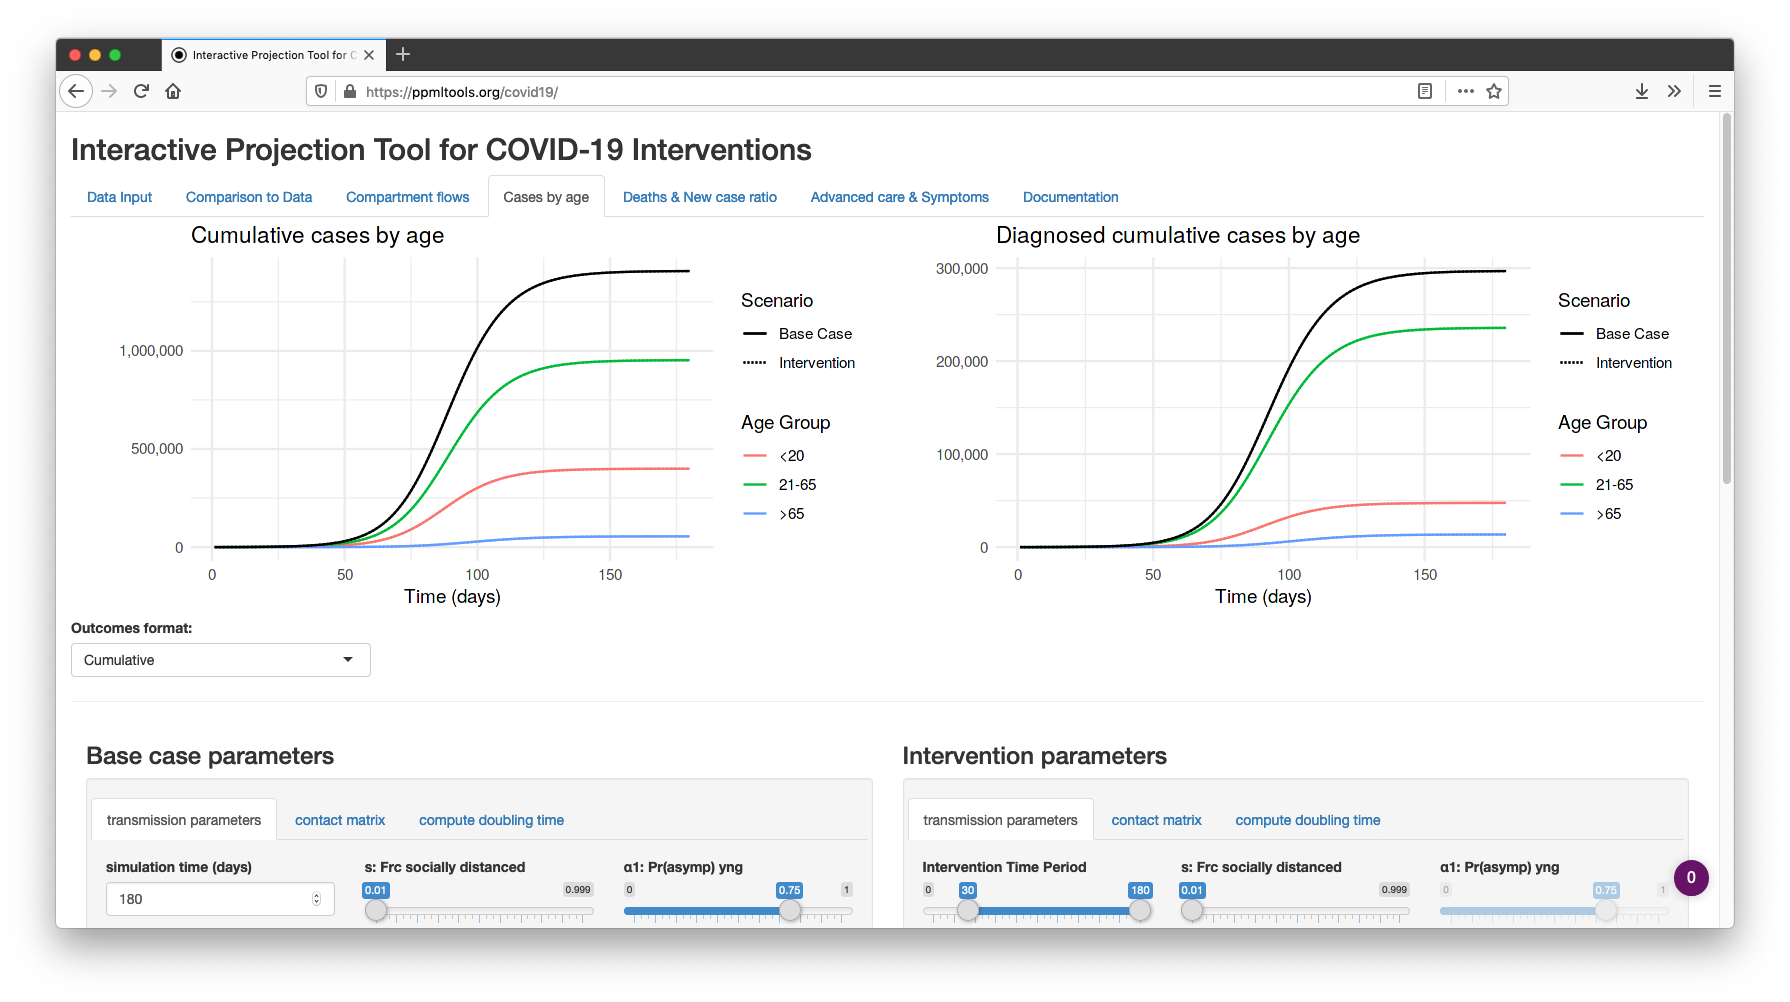 Interactive Projection Tool for C
https://ppmltools.org/covid19/
Interactive Projection Tool for COVID-19 Interventions
Data Input Comparison to Data Compartment flows Cases by age Deaths & New case ratio Advanced care & Symptoms Documentation
Cumulative cases by age
1,000,000
500,000
0
0 50 100 150
Time (days)
Scenario
Base Case
Intervention
Age Group
<20
21-65
>65
Diagnosed cumulative cases by age
300,000
200,000
100,000
0
0 50 100 150
Time (days)
Scenario
Base Case
Intervention
Age Group
<20
21-65
>65
Outcomes format:
Cumulative
Base case parameters
transmission parameters contact matrix compute doubling time
simulation time (days) s: Frc socially distanced α1: Pr(asymp) yng
0.01 0.999 0 0.75 1
180
Intervention parameters
transmission parameters contact matrix compute doubling time
Intervention Time Period s: Frc socially distanced α1: Pr(asymp) yng
0 30 180 0.01 0.999 0 0.75 1
0